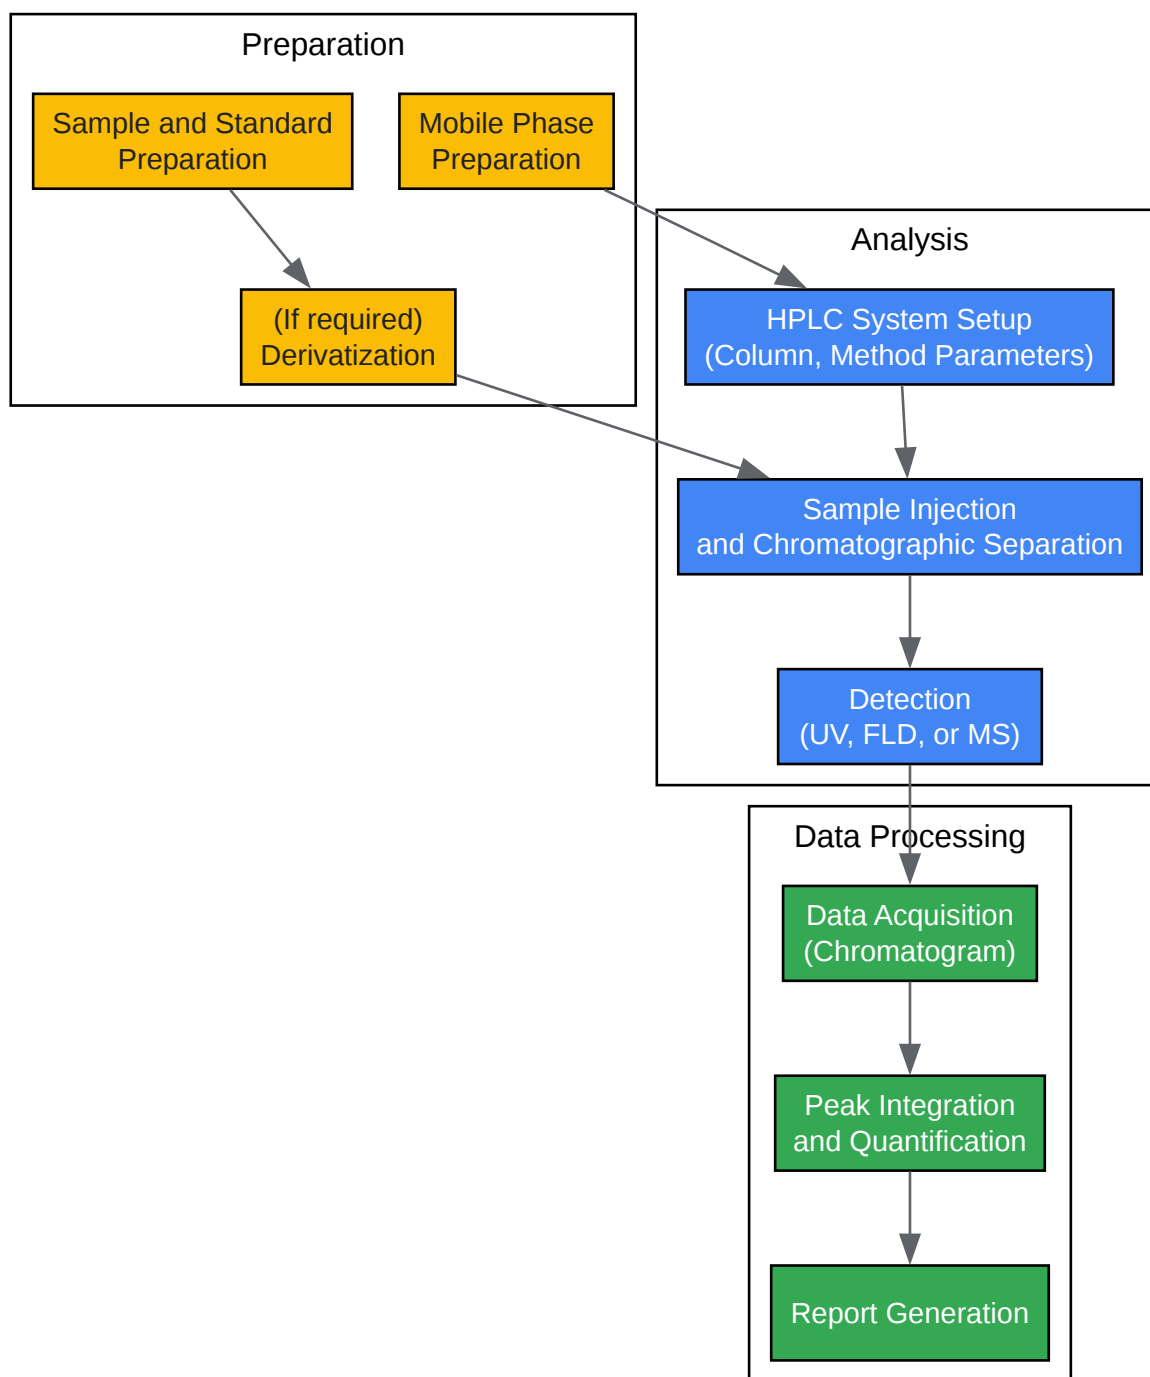 Preparation
Sample and Standard
Preparation
Mobile Phase
Preparation
(If required)
Derivatization
Analysis
HPLC System Setup
(Column, Method Parameters)
Sample Injection
and Chromatographic Separation
Detection
(UV, FLD, or MS)
Data Processing
Data Acquisition
(Chromatogram)
Peak Integration
and Quantification
Report Generation